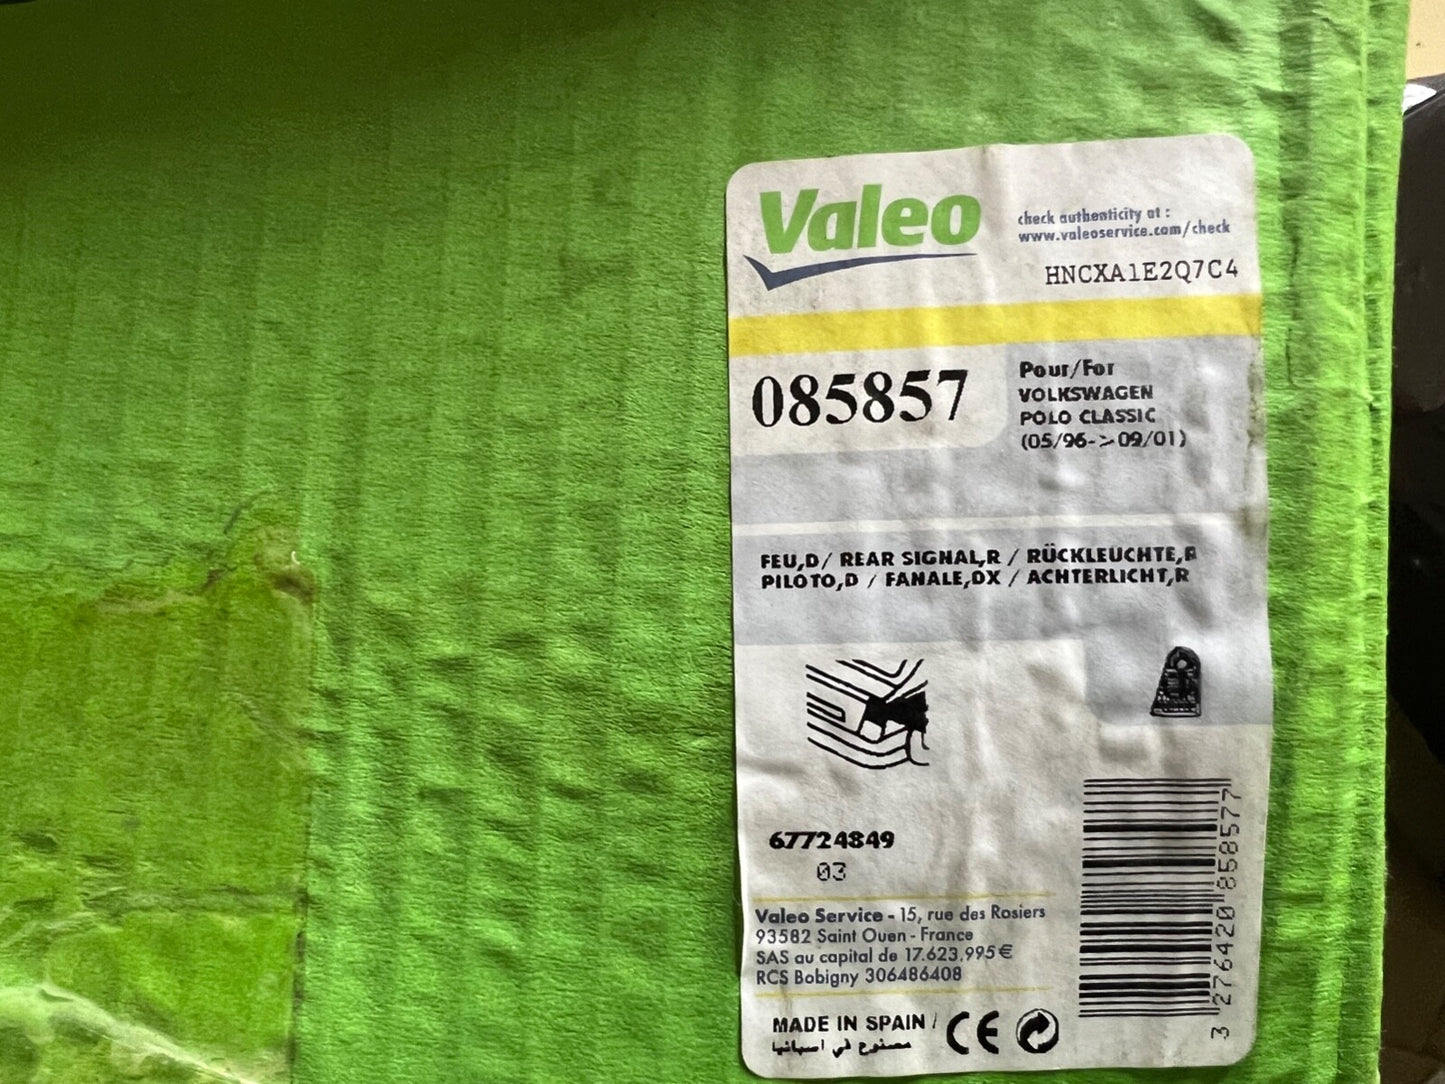 Valeo
check authenticity at :
www.valeoservice.com/check
HNCXA1E2Q7C4
085857
Pour/For
VOLKSWAGEN
POLO CLASSIC
(05/96->09/01)
FEU,D/ REAR SIGNAL,R / RÜCKLEUCHTE,R
PILOTO,D / FANALE,DX / ACHTERLICHT,R
67724849
03
Valeo Service - 15, rue des Rosiers
93582 Saint Ouen - France
SAS au capital de 17.623.995€
RCS Bobigny 306486408
MADE IN SPAIN /
مصنوع في اسبانيا
CE
3 276420 858577